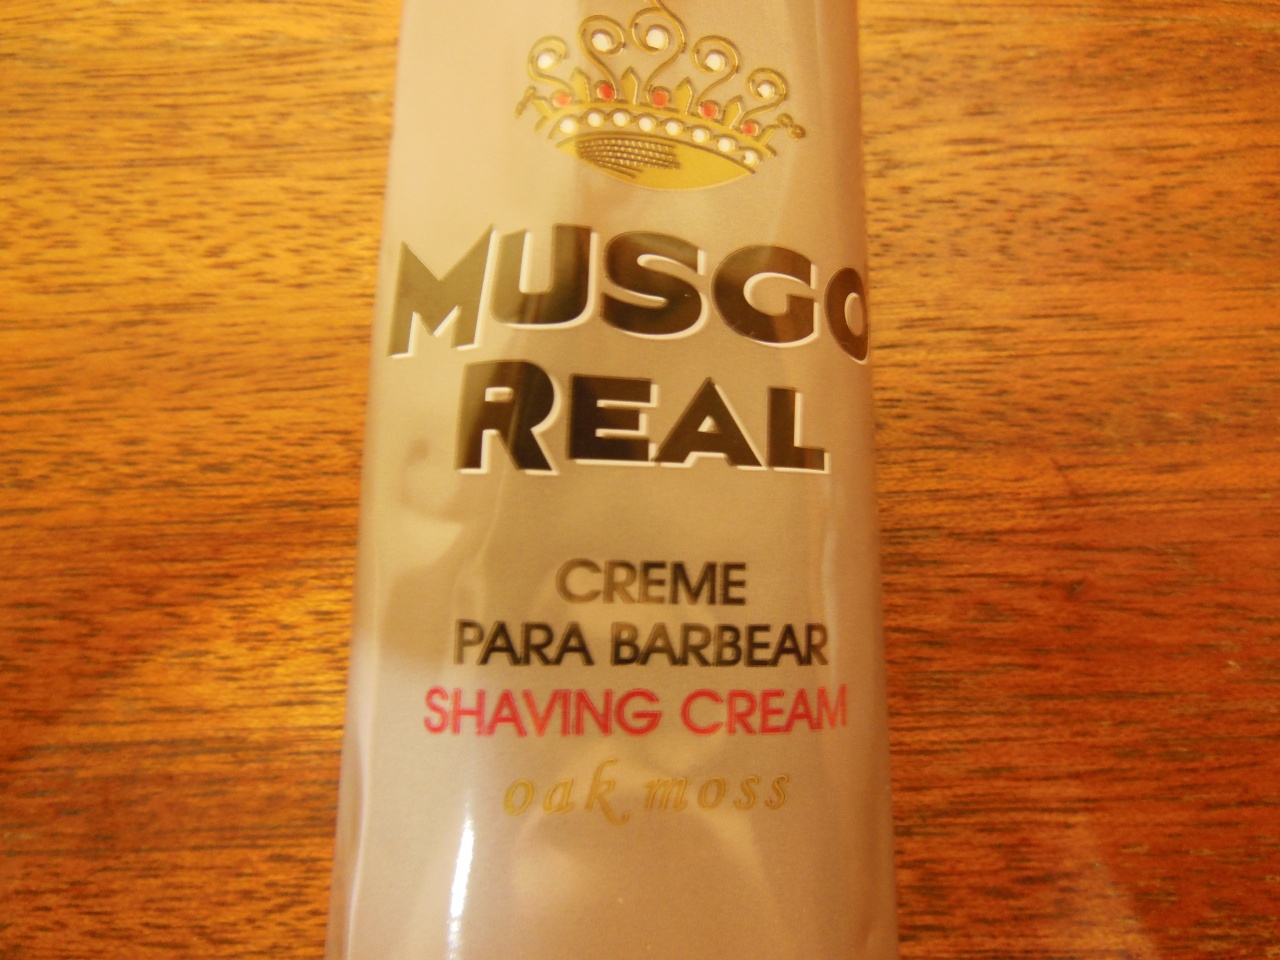 MUSGO
REAL
CREME
PARA BARBEAR
SHAVING CREAM
oak moss